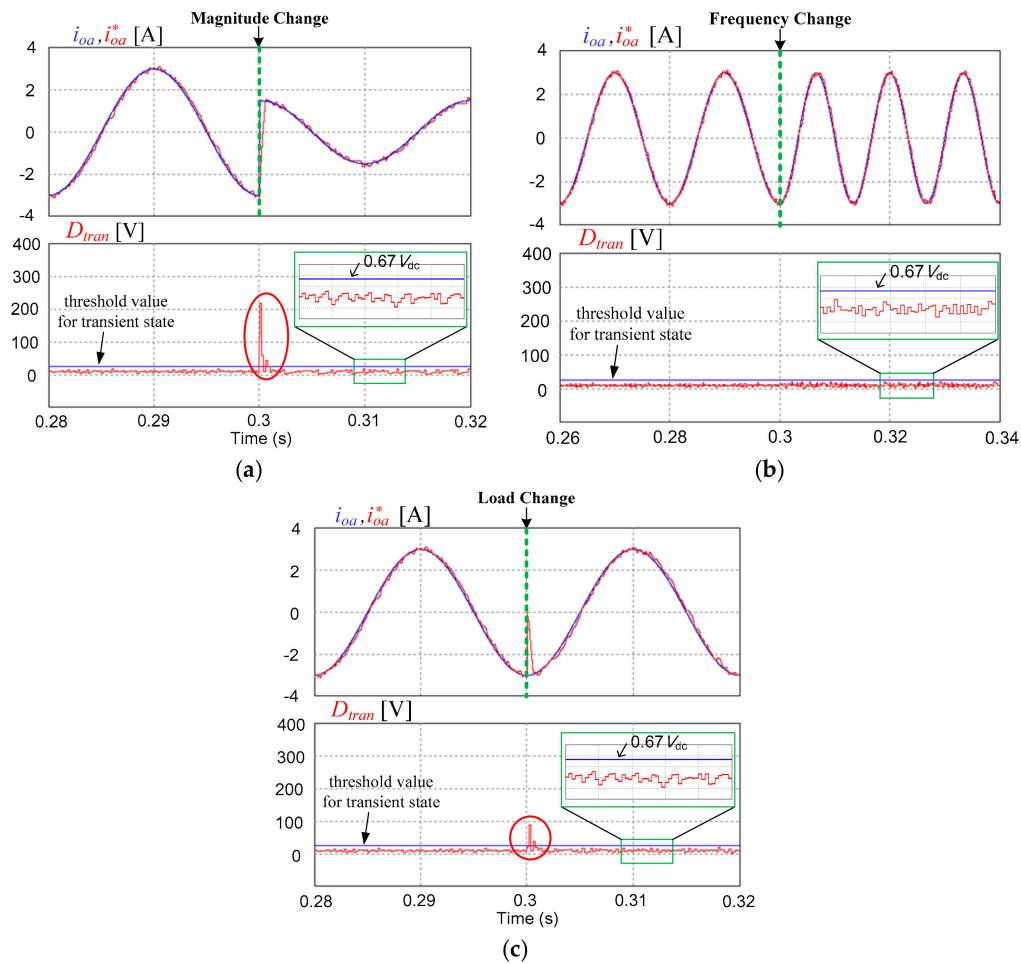 Magnitude Change
i_oa, i*_oa [A]
4
2
0
-2
-4
D_tran [V]
400
300
200
100
0
0.67 V_dc
threshold value
for transient state
0.28 0.29 0.3 0.31 0.32
Time (s)
(a)
Frequency Change
i_oa, i*_oa [A]
4
2
0
-2
-4
D_tran [V]
400
300
200
100
0
0.67 V_dc
threshold value
for transient state
0.26 0.27 0.3 0.32 0.34
(b)
Load Change
i_oa, i*_oa [A]
4
2
0
-2
-4
D_tran [V]
400
300
200
100
0
0.67 V_dc
threshold value
for transient state
0.28 0.29 0.3 0.31 0.32
Time (s)
(c)